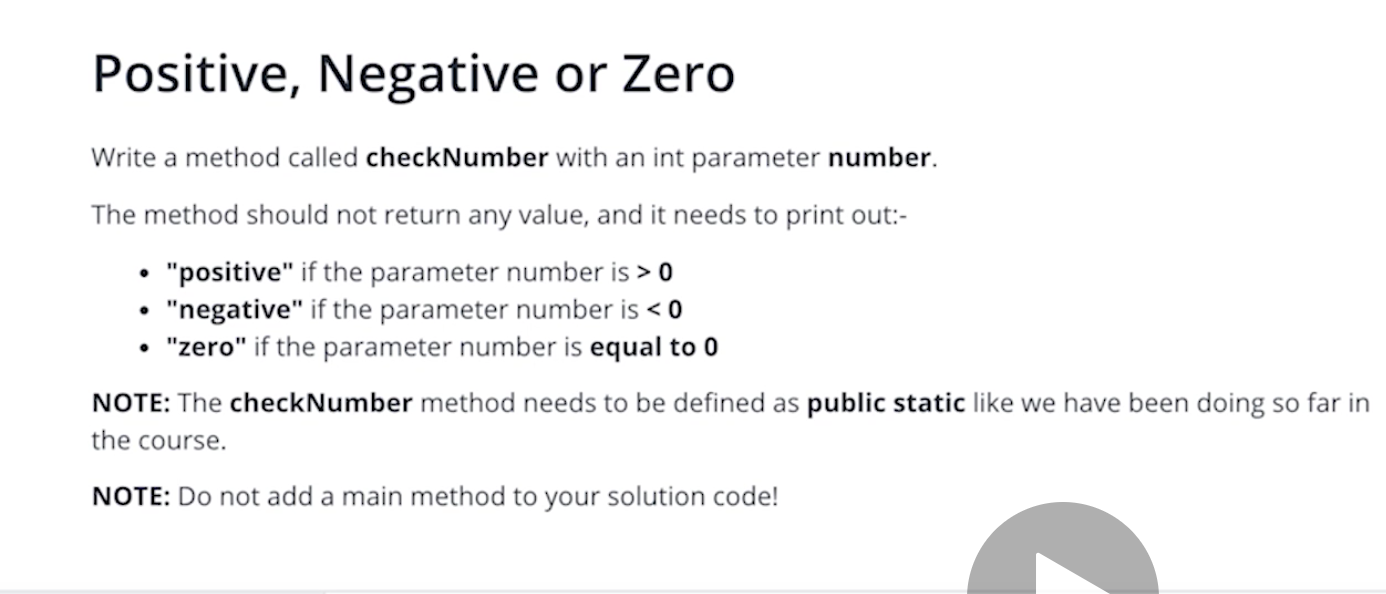 Positive, Negative or Zero
Write a method called checkNumber with an int parameter number.
The method should not return any value, and it needs to print out:-
• "positive" if the parameter number is > 0
• "negative" if the parameter number is < 0
• "zero" if the parameter number is equal to 0
NOTE: The checkNumber method needs to be defined as public static like we have been doing so far in
the course.
NOTE: Do not add a main method to your solution code!